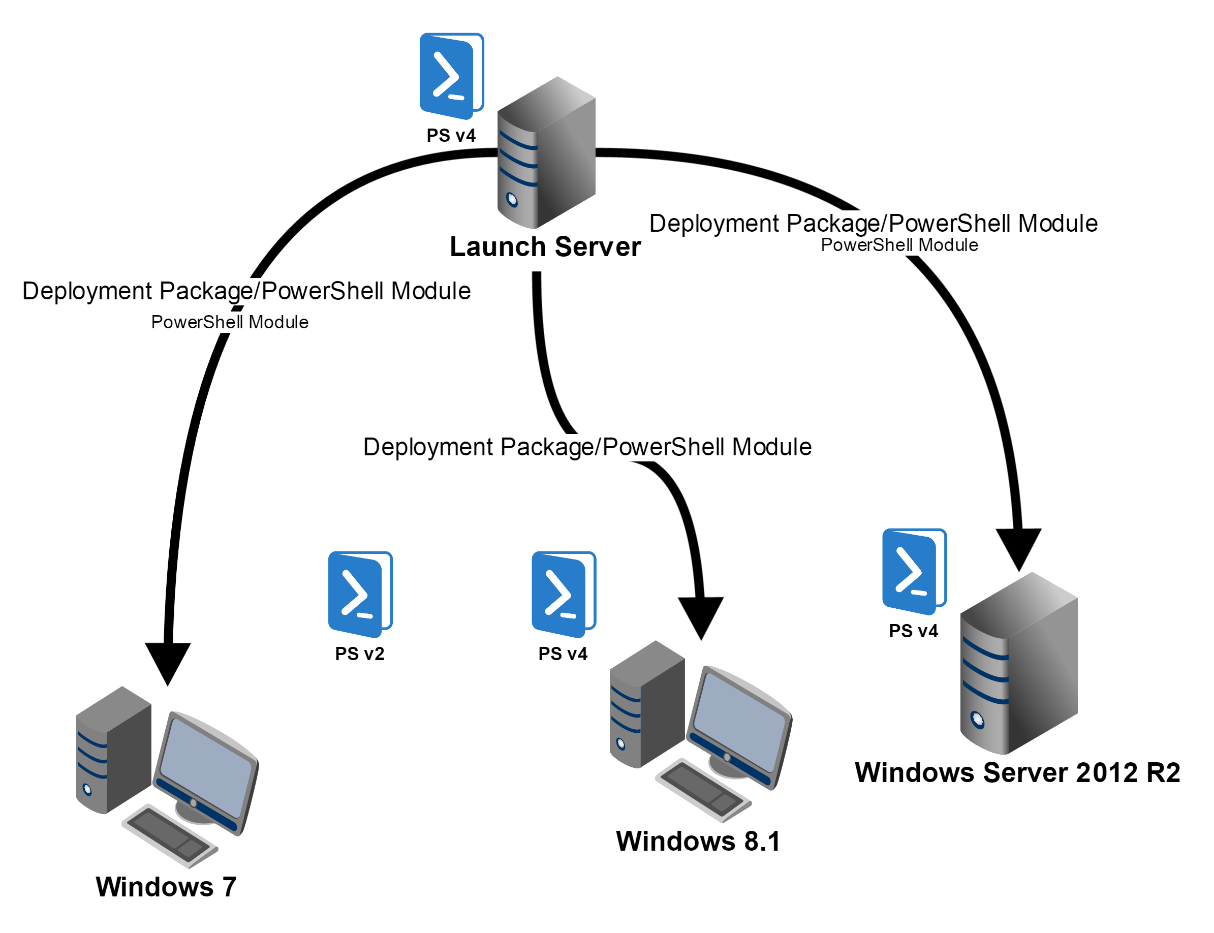 PS v4
Launch Server
Deployment Package/PowerShell Module
PowerShell Module
Deployment Package/PowerShell Module
PowerShell Module
Deployment Package/PowerShell Module
PS v2
PS v4
PS v4
Windows Server 2012 R2
Windows 8.1
Windows 7